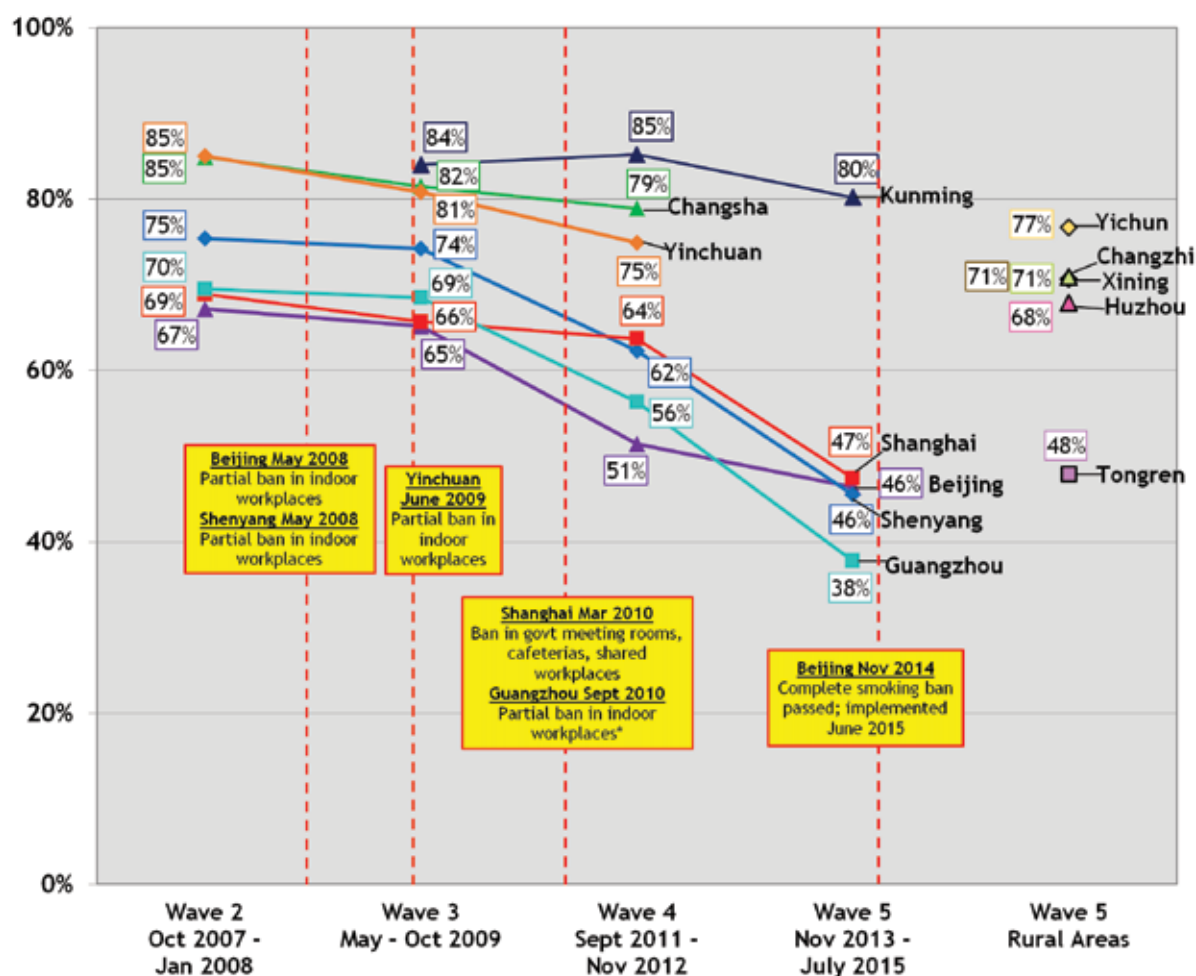 100%
80%
60%
40%
20%
0%
85%
85%
75%
70%
69%
67%
84%
82%
81%
74%
69%
66%
65%
85%
79%
Changsha
Yinchuan
75%
64%
62%
56%
51%
80%
Kunming
47%
Shanghai
46%
Beijing
Shenyang
46%
Guangzhou
38%
77%
Yichun
Changzhi
71%
71%
Xining
68%
Huzhou
48%
Tongren
Beijing May 2008
Partial ban in indoor
workplaces
Shenyang May 2008
Partial ban in indoor
workplaces
Yinchuan
June 2009
Partial ban in
indoor
workplaces
Shanghai Mar 2010
Ban in govt meeting rooms,
cafeterias, shared
workplaces
Guangzhou Sept 2010
Partial ban in indoor
workplaces*
Beijing Nov 2014
Complete smoking ban
passed; implemented
June 2015
Wave 2
Oct 2007 -
Jan 2008
Wave 3
May - Oct 2009
Wave 4
Sept 2011 -
Nov 2012
Wave 5
Nov 2013 -
July 2015
Wave 5
Rural Areas